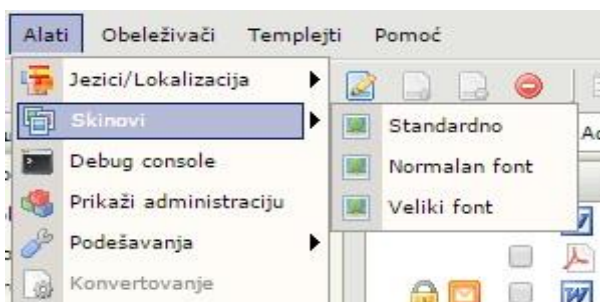 Alati Obeleživači Templejti Pomoć
Jezici/Lokalizacija
Skinovi
Standardno
Debug console
Normalan font
Prikaži administraciju
Veliki font
Podešavanja
Konvertovanje